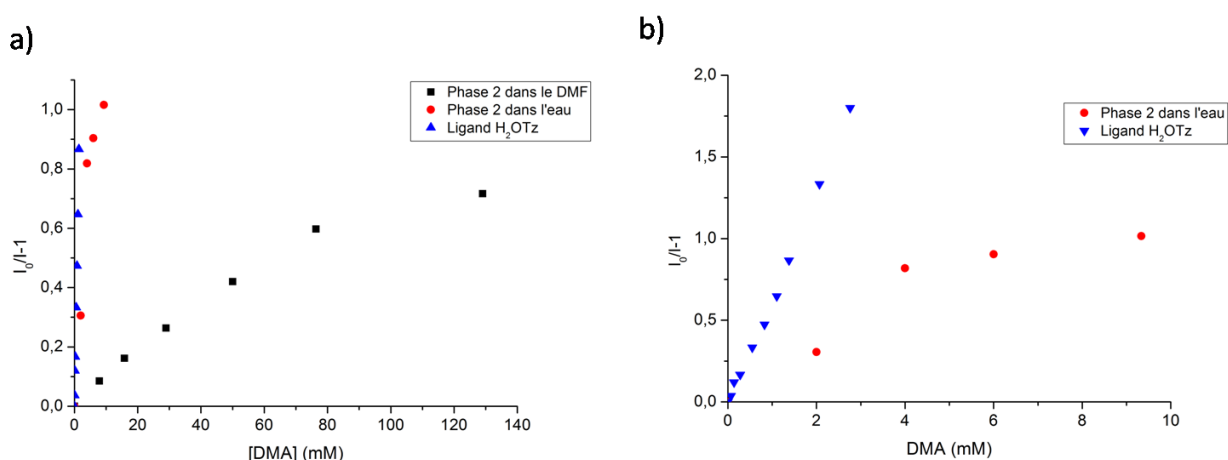 a)
Phase 2 dans le DMF
Phase 2 dans l'eau
Ligand H₂OTz
I₀/I-1
1,0
0,8
0,6
0,4
0,2
0,0
0 20 40 60 80 100 120 140
[DMA] (mM)
b)
Phase 2 dans l'eau
Ligand H₂OTz
I₀/I-1
2,0
1,5
1,0
0,5
0,0
0 2 4 6 8 10
DMA (mM)